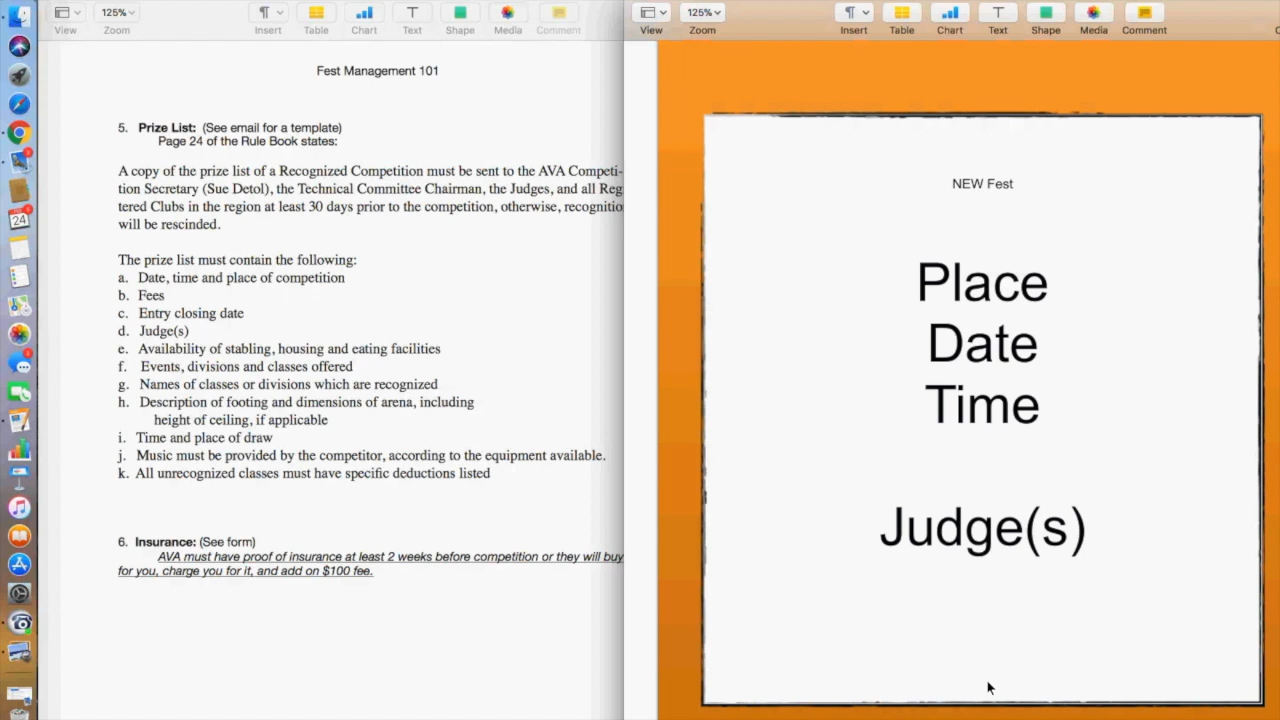 125%
View
Zoom
Insert
Table
Chart
Text
Shape
Media
Comment
Fest Management 101
5. Prize List: (See email for a template)
Page 24 of the Rule Book states:
A copy of the prize list of a Recognized Competition must be sent to the AVA Competi-
tion Secretary (Sue Detol), the Technical Committee Chairman, the Judges, and all Reg
tered Clubs in the region at least 30 days prior to the competition, otherwise, recognitio
will be rescinded.
The prize list must contain the following:
a. Date, time and place of competition
b. Fees
c. Entry closing date
d. Judge(s)
e. Availability of stabling, housing and eating facilities
f. Events, divisions and classes offered
g. Names of classes or divisions which are recognized
h. Description of footing and dimensions of arena, including
height of ceiling, if applicable
i. Time and place of draw
j. Music must be provided by the competitor, according to the equipment available.
k. All unrecognized classes must have specific deductions listed
6. Insurance: (See form)
AVA must have proof of insurance at least 2 weeks before competition or they will buy
for you, charge you for it, and add on $100 fee.
125%
View
Zoom
Insert
Table
Chart
Text
Shape
Media
Comment
NEW Fest
Place
Date
Time
Judge(s)
24